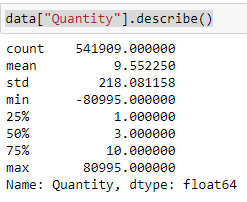 data["Quantity"].describe()
count 541909.000000
mean 9.552250
std 218.081158
min -80995.000000
25% 1.000000
50% 3.000000
75% 10.000000
max 80995.000000
Name: Quantity, dtype: float64